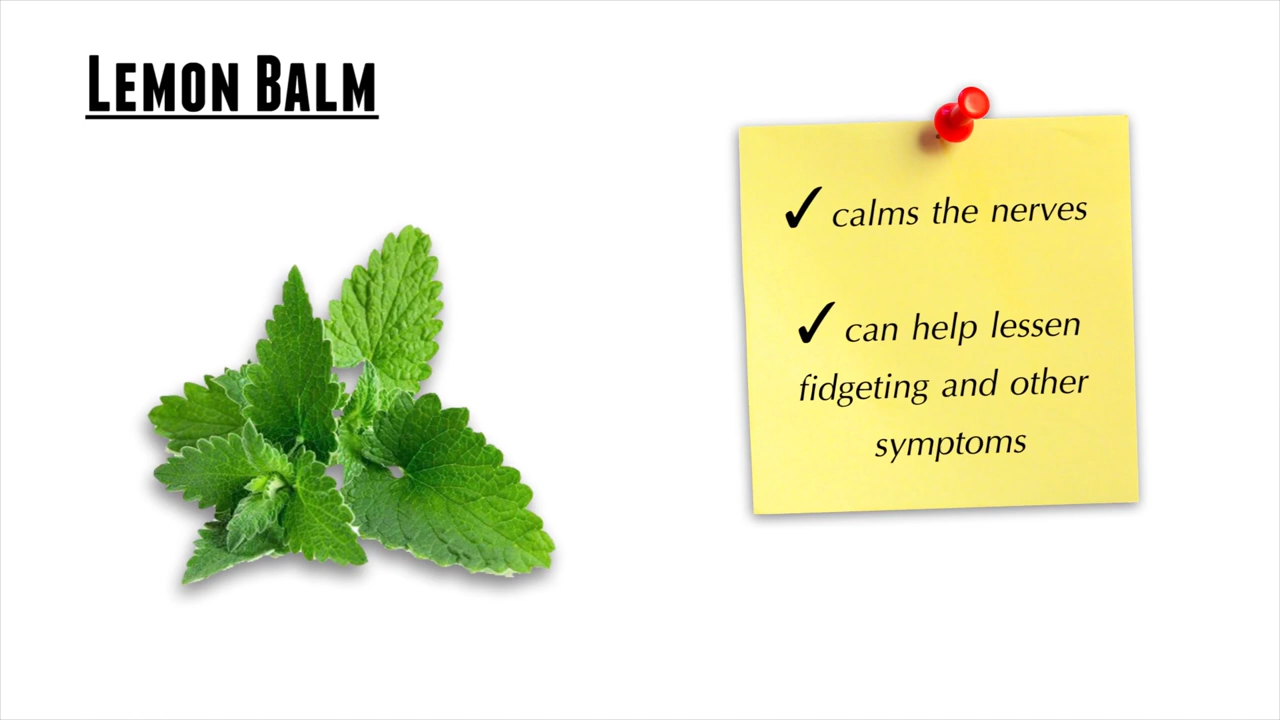 Lemon Balm
✓ calms the nerves
✓ can help lessen
fidgeting and other
symptoms